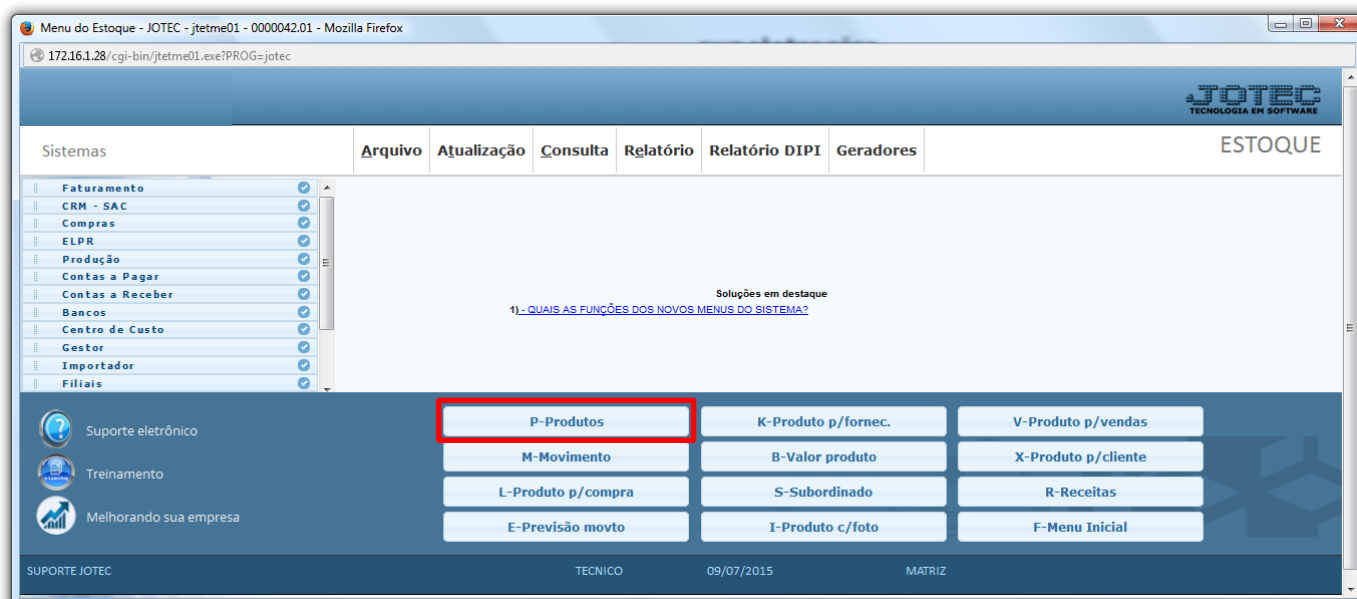 Menu do Estoque - JOTEC - jtetme01 - 0000042.01 - Mozilla Firefox
172.16.1.28/cgi-bin/jtetme01.exe?PROG=jotec
JOTEC
TECNOLOGIA EM SOFTWARE
Sistemas
Arquivo Atualização Consulta Relatório Relatório DIPI Geradores
ESTOQUE
Faturamento
CRM - SAC
Compras
ELPR
Produção
Contas a Pagar
Contas a Receber
Bancos
Centro de Custo
Gestor
Importador
Filiais
Soluções em destaque
1) - QUAIS AS FUNÇÕES DOS NOVOS MENUS DO SISTEMA?
Suporte eletrônico
Treinamento
Melhorando sua empresa
P-Produtos K-Produto p/fornec. V-Produto p/vendas
M-Movimento B-Valor produto X-Produto p/cliente
L-Produto p/compra S-Subordinado R-Receitas
E-Previsão movto I-Produto c/foto F-Menu Inicial
SUPORTE JOTEC TECNICO 09/07/2015 MATRIZ